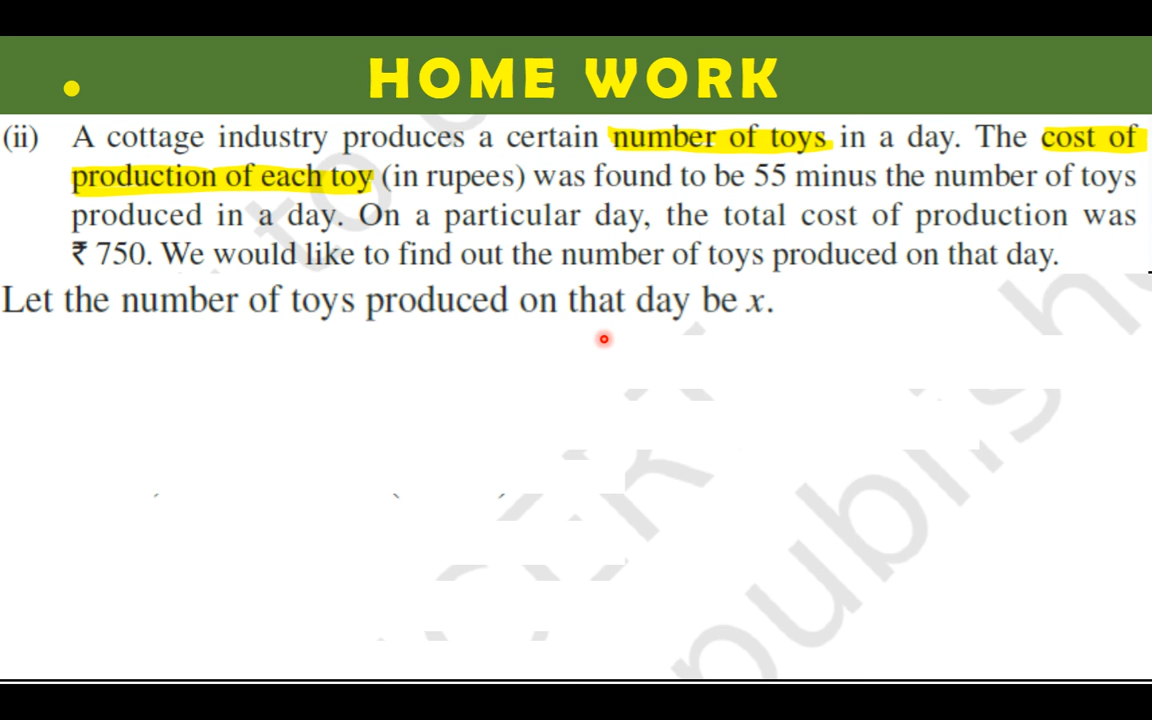 HOME WORK
(ii) A cottage industry produces a certain number of toys in a day. The cost of
production of each toy (in rupees) was found to be 55 minus the number of toys
produced in a day. On a particular day, the total cost of production was
₹ 750. We would like to find out the number of toys produced on that day.
Let the number of toys produced on that day be x.